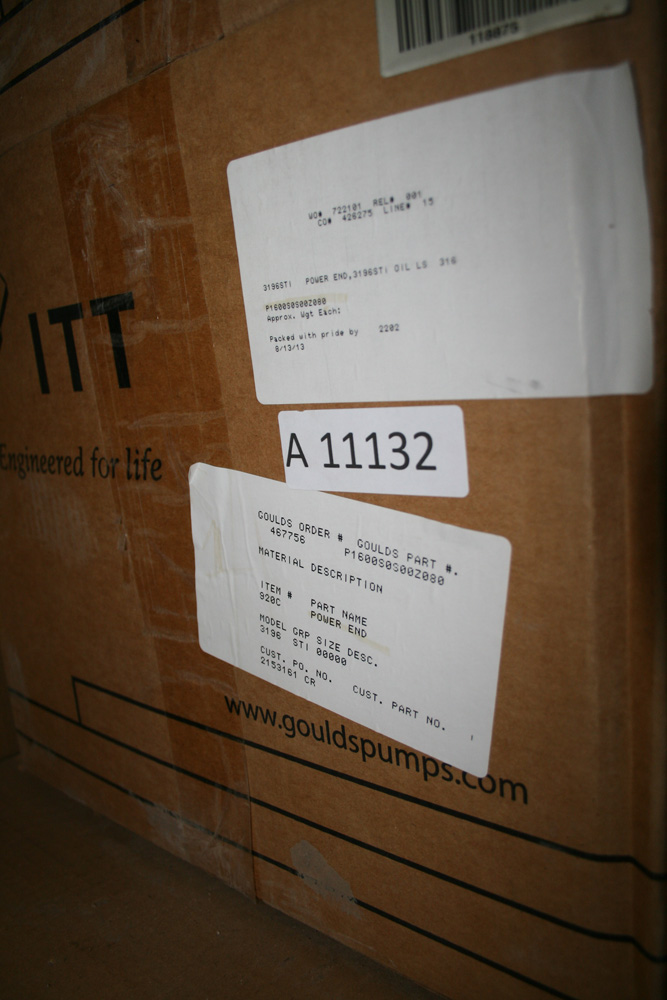 118875
WO# 722101 REL# 001
CO# 426275 LINE# 15
3196STI POWER END,3196STI OIL LS 316
P1600S0S00Z080
Approx. Wgt Each:
Packed with pride by 2202
8/13/13
ITT
Engineered for life
A 11132
GOULDS ORDER # GOULDS PART #.
467756 P1600S0S00Z080
MATERIAL DESCRIPTION
ITEM # PART NAME
920C POWER END
MODEL GRP SIZE DESC.
3196 STI 00000
CUST. PO. NO. CUST. PART NO.
2153161 CR
www.gouldspumps.com